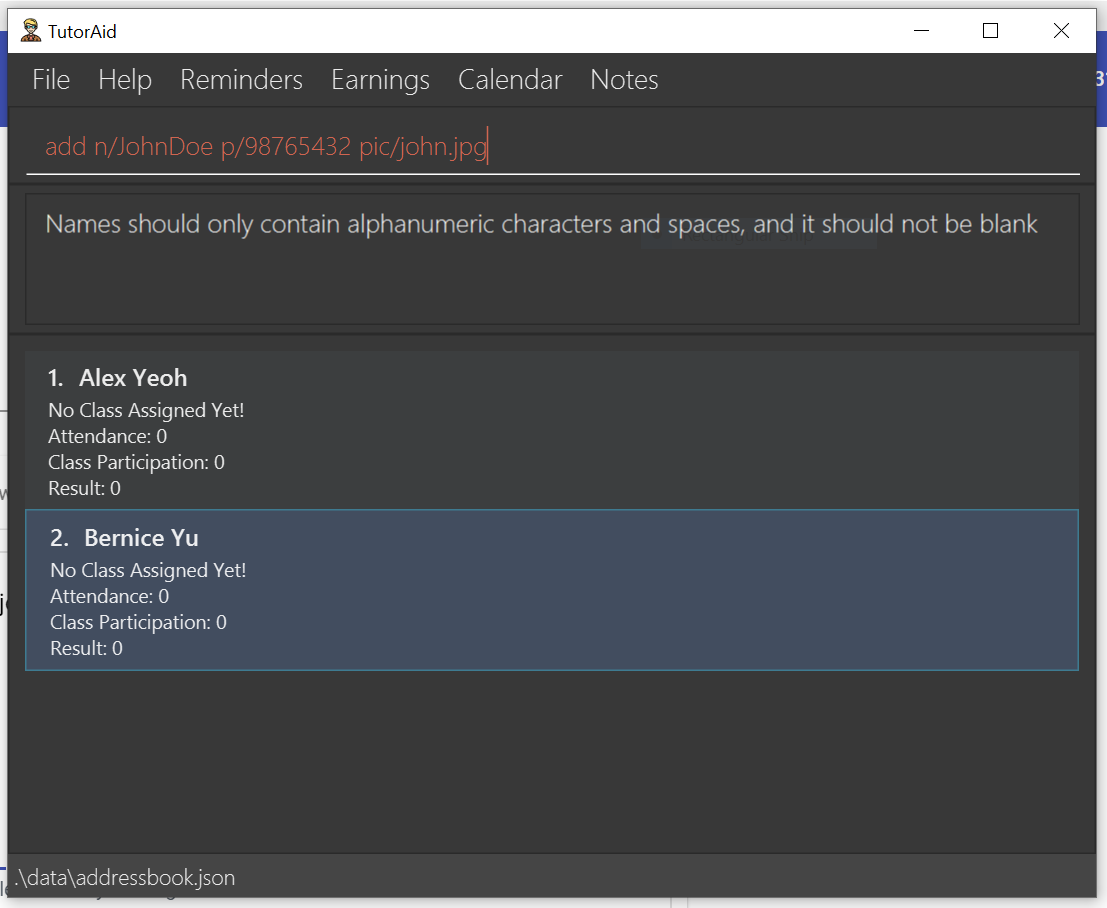 TutorAid
File Help Reminders Earnings Calendar Notes
add n/JohnDoe p/98765432 pic/john.jpg
Names should only contain alphanumeric characters and spaces, and it should not be blank
1. Alex Yeoh
No Class Assigned Yet!
Attendance: 0
Class Participation: 0
Result: 0
2. Bernice Yu
No Class Assigned Yet!
Attendance: 0
Class Participation: 0
Result: 0
.\data\addressbook.json